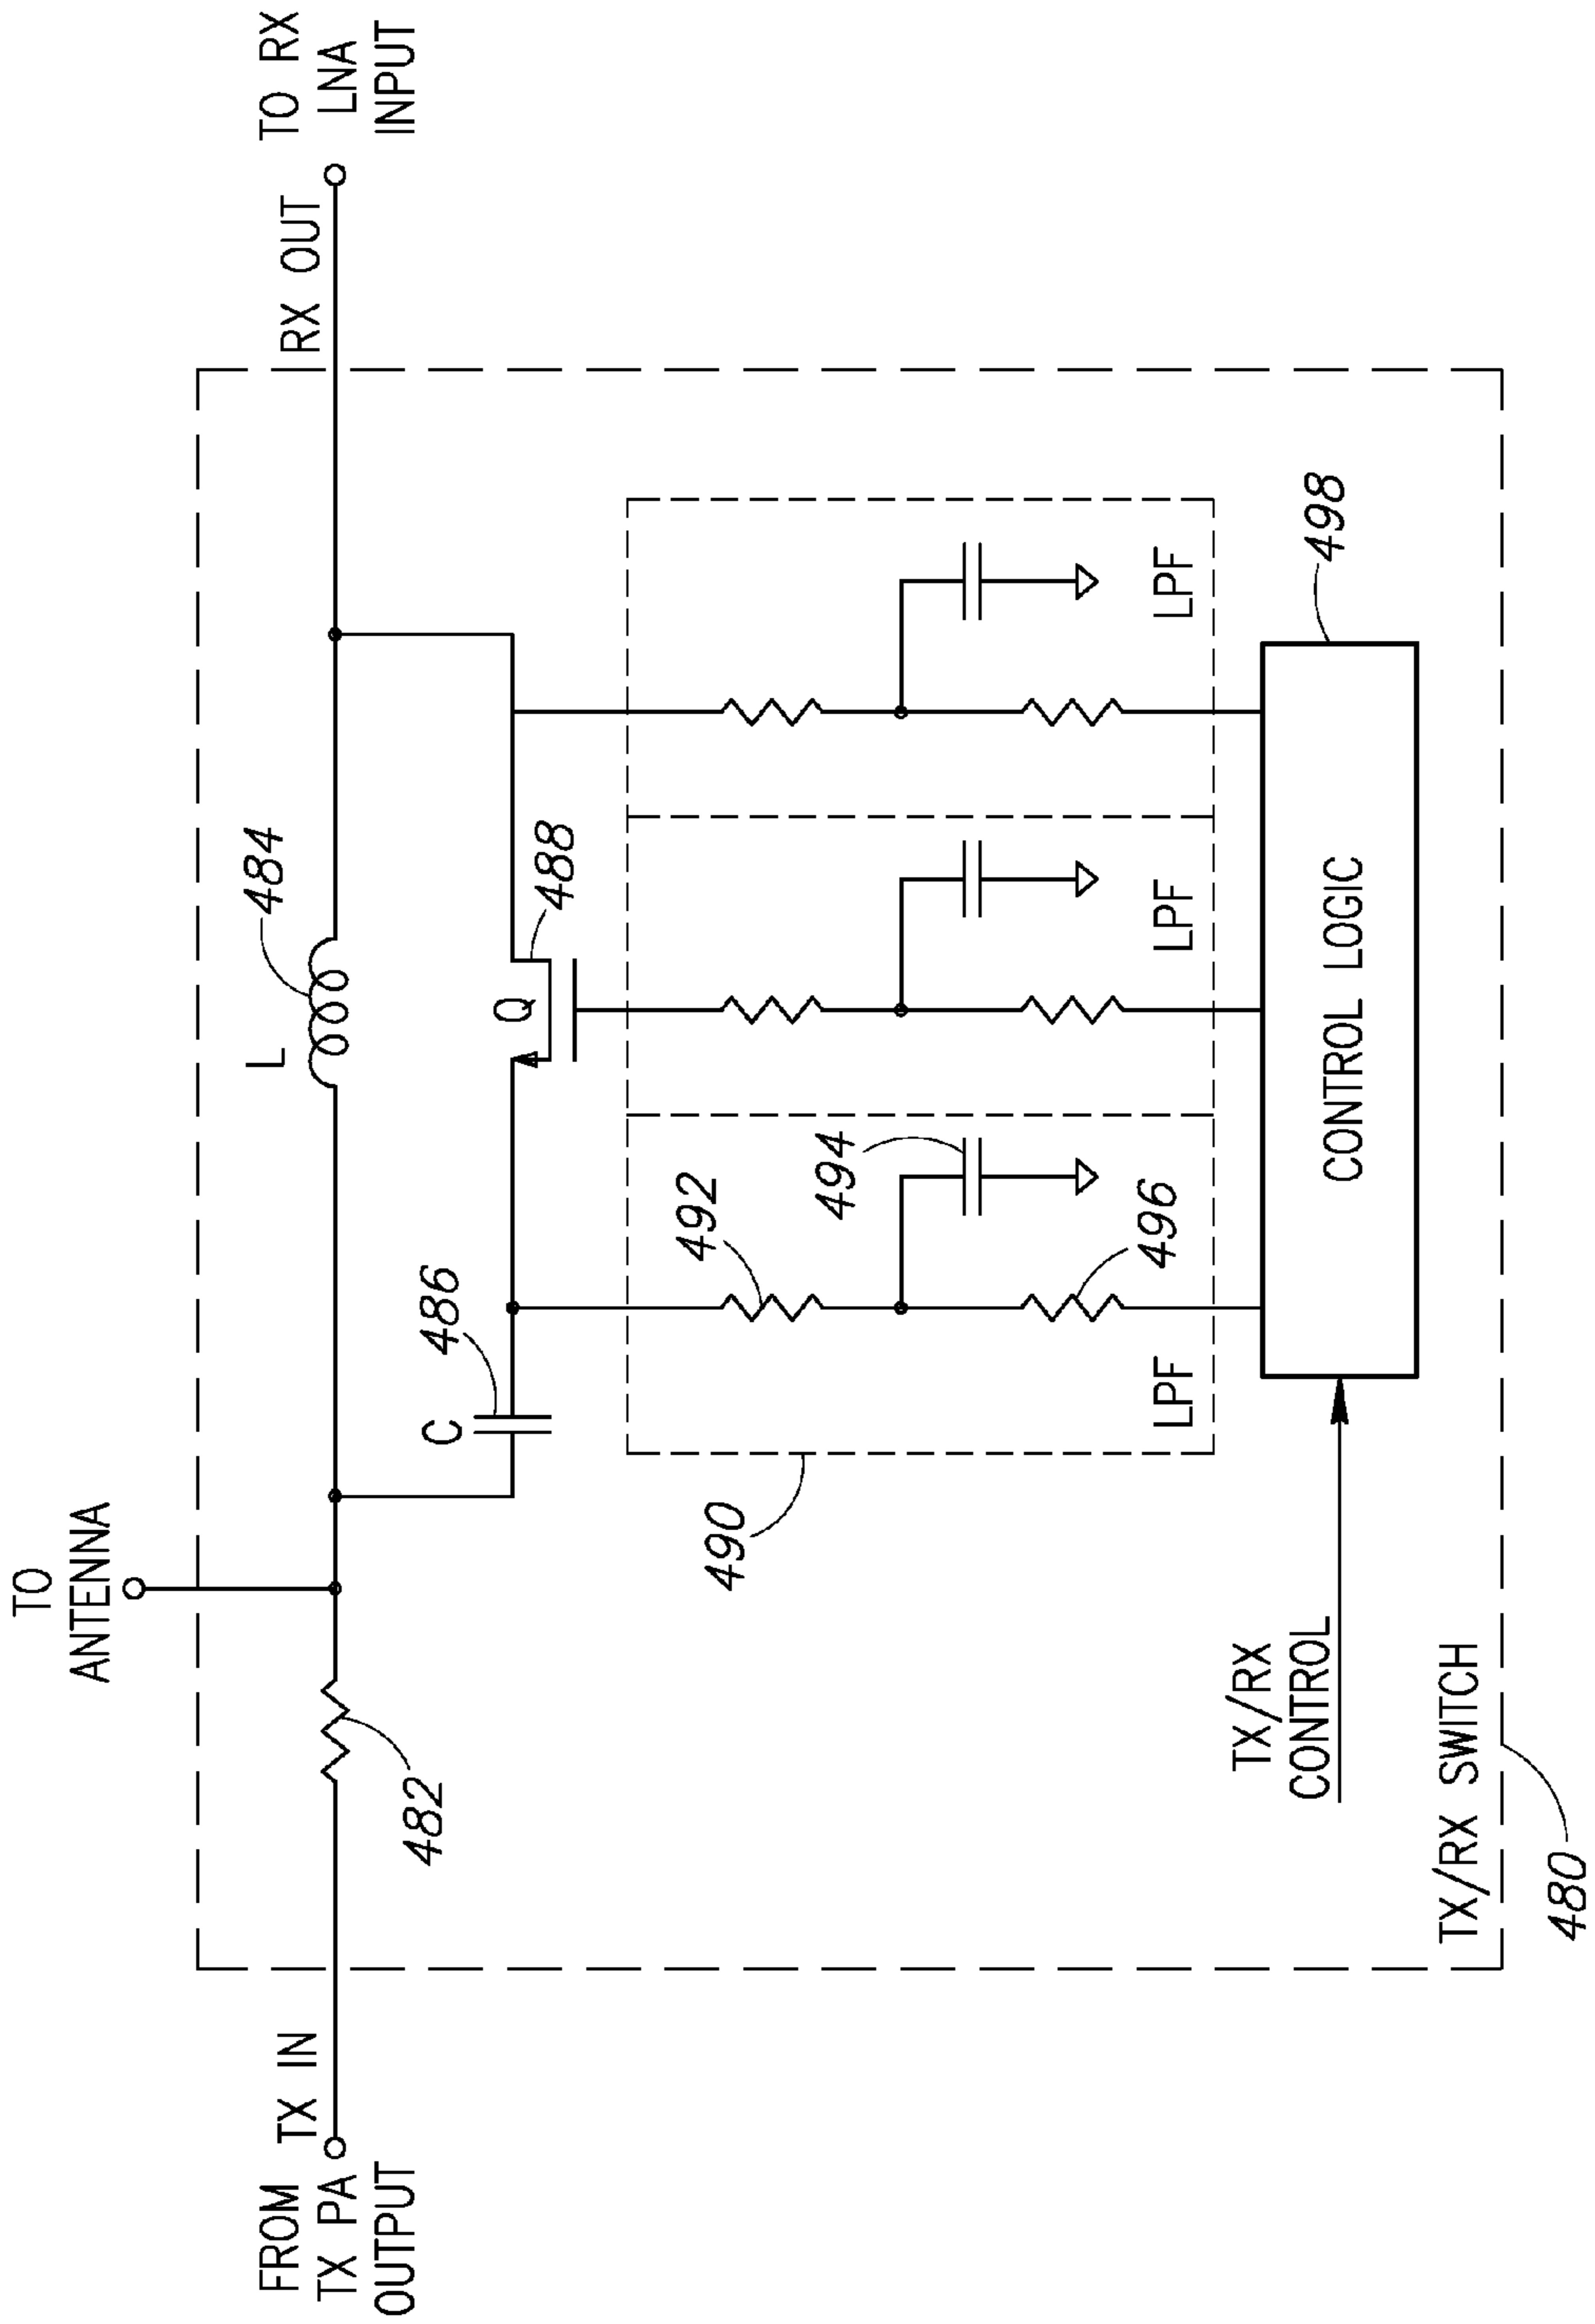 TO
ANTENNA
FROM
TX PA
OUTPUT
TX IN
482
L
484
RX OUT
TO RX
LNA
INPUT
C
486
Q
488
490
492
494
496
LPF
LPF
LPF
TX/RX
CONTROL
CONTROL LOGIC
498
TX/RX SWITCH
480